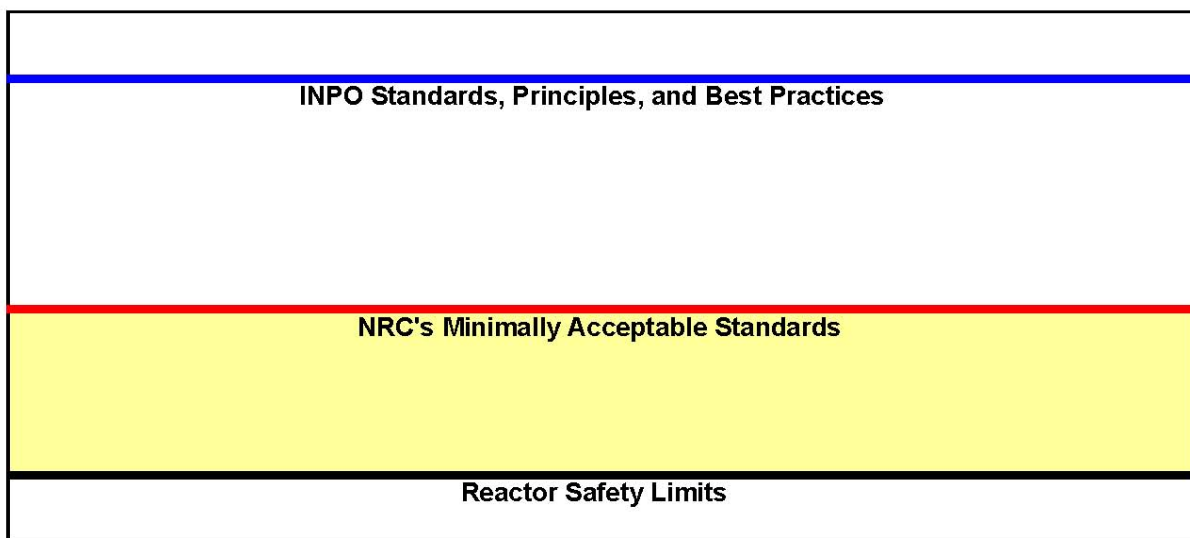 INPO Standards, Principles, and Best Practices
NRC's Minimally Acceptable Standards
Reactor Safety Limits